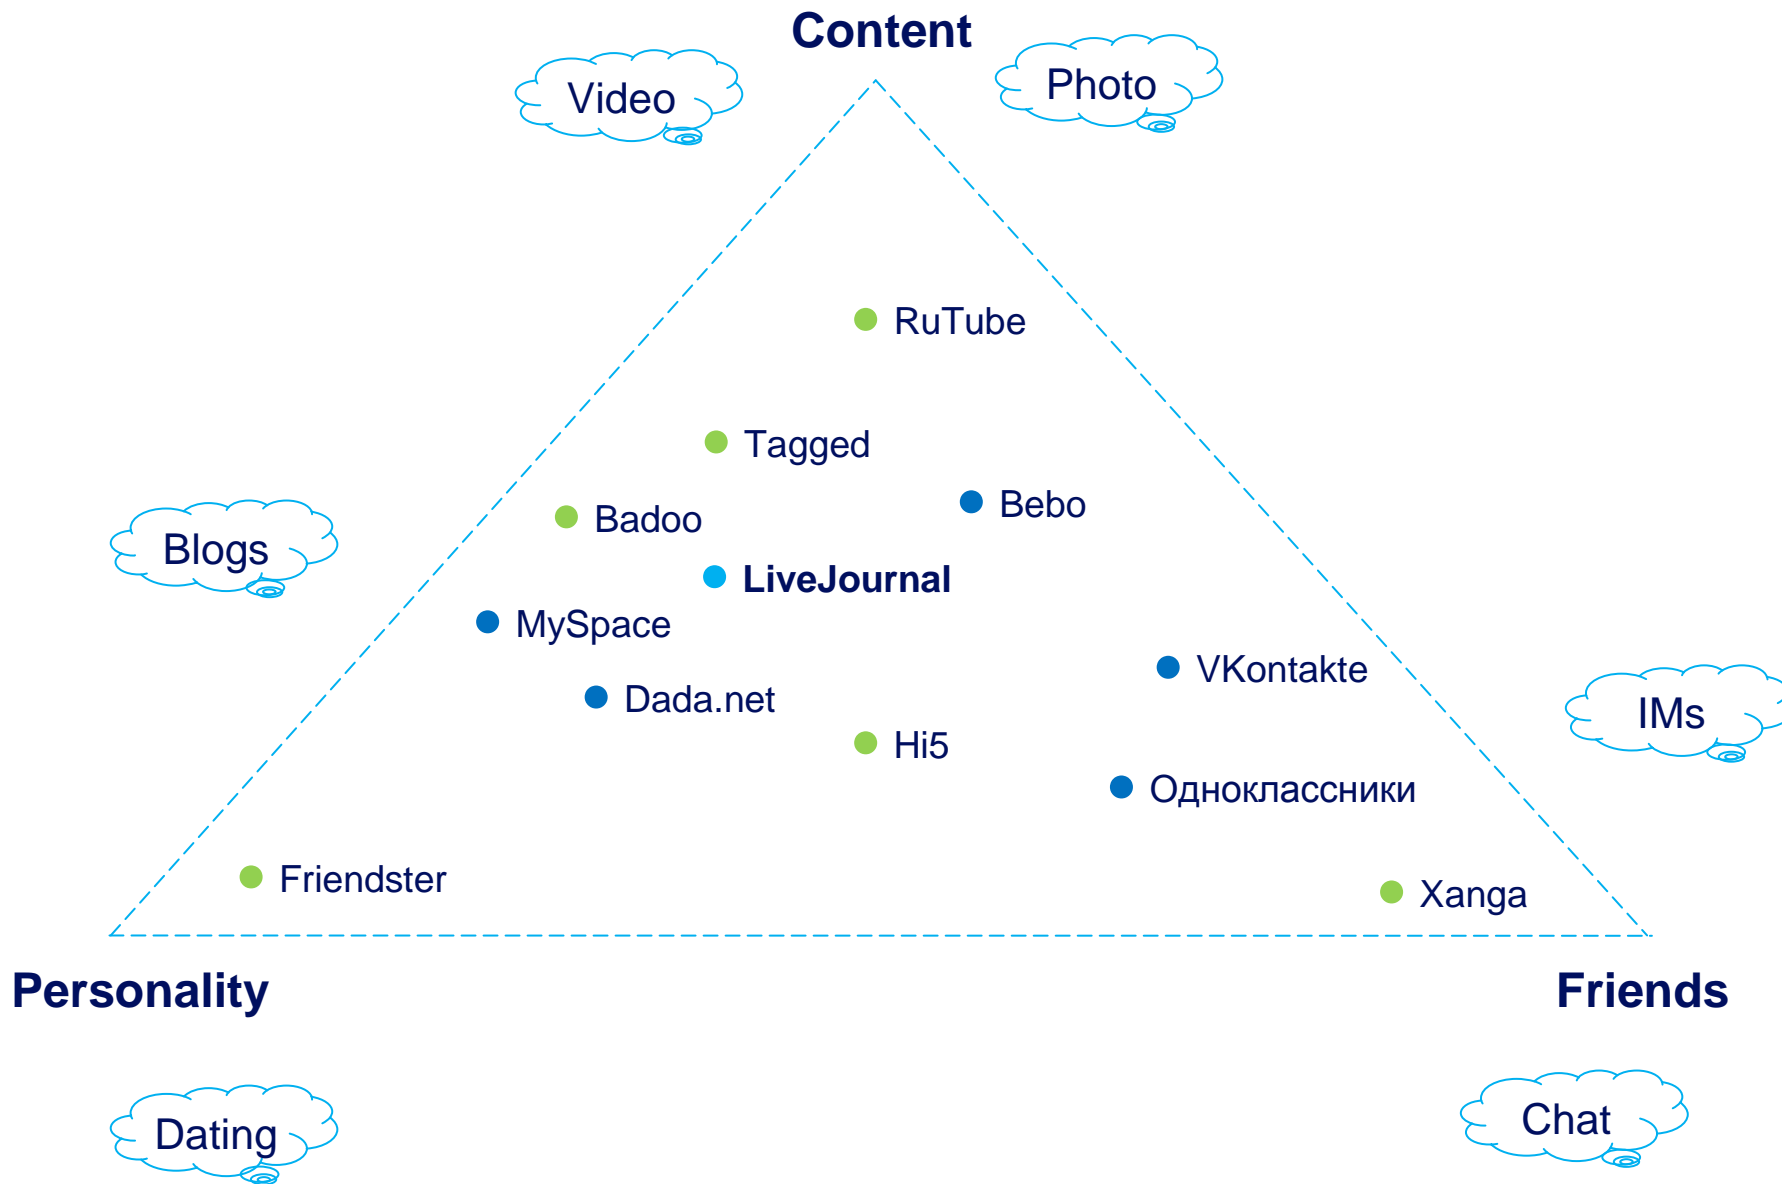 Content
Video
Photo
RuTube
Tagged
Bebo
Badoo
Blogs
LiveJournal
MySpace
VKontakte
Dada.net
IMs
Hi5
Одноклассники
Friendster
Xanga
Personality
Friends
Dating
Chat